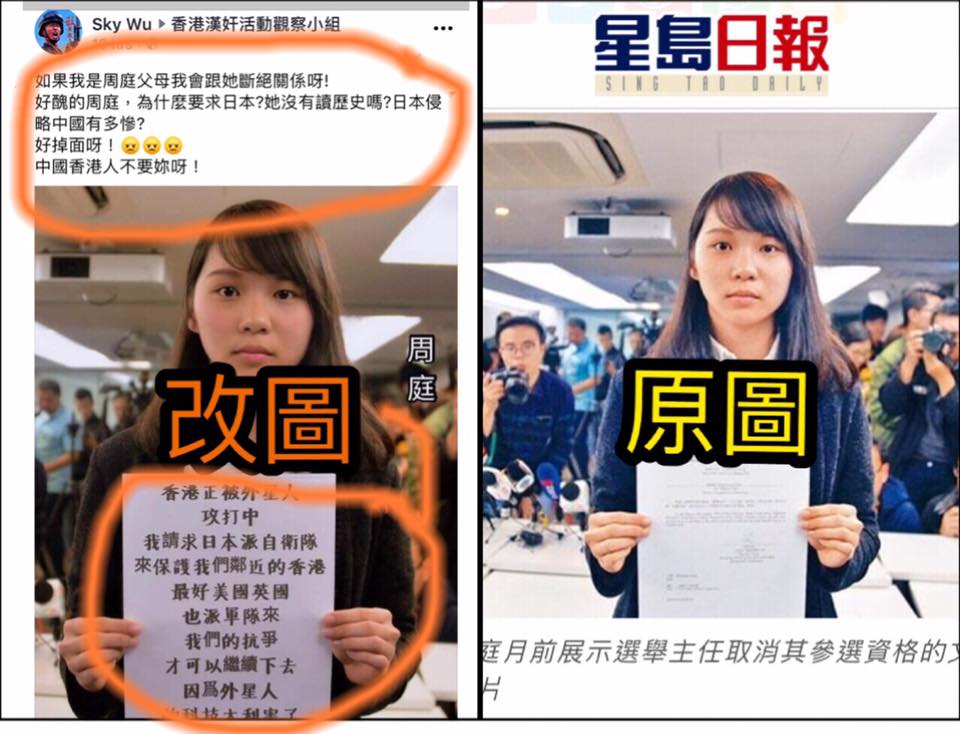 Sky Wu ▸ 香港漢奸活動觀察小組
如果我是周庭父母我會跟她斷絕關係呀!
好醜的周庭，為什麼要求日本?她沒有讀歷史嗎?日本侵
略中國有多慘?
好掉面呀！😠😠😠
中國香港人不要妳呀！
周庭
改圖
香港正被外星人
攻打中
我請求日本派自衛隊
來保護我們鄰近的香港
最好美國英國
也派軍隊來
我們的抗爭
才可以繼續下去
因爲外星人
的科技太利害了
星島日報
SING TAO DAILY
原圖
庭月前展示選舉主任取消其參選資格的文
片